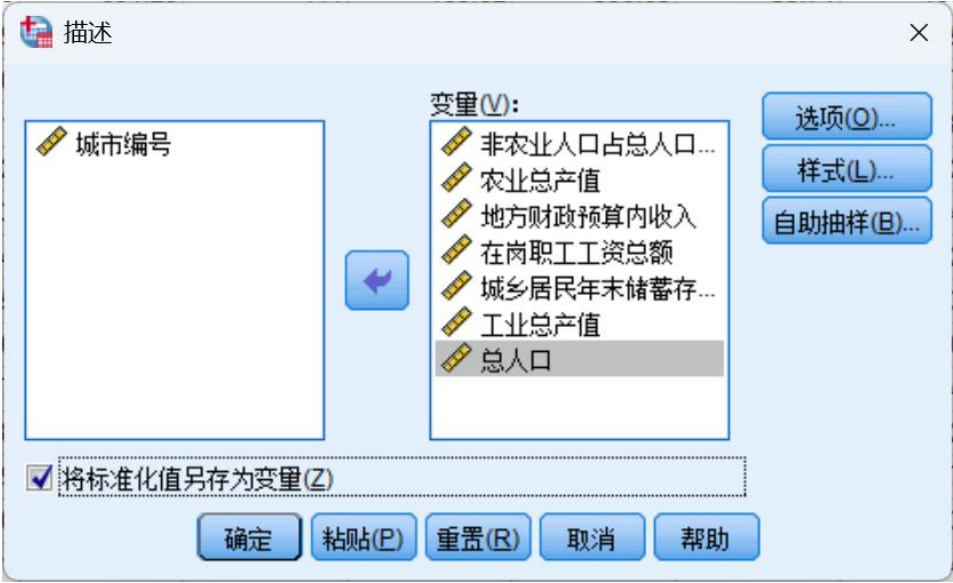 描述
城市编号
变量(V):
非农业人口占总人口...
农业总产值
地方财政预算内收入
在岗职工工资总额
城乡居民年末储蓄存...
工业总产值
总人口
选项(O)...
样式(L)...
自助抽样(B)...
将标准化值另存为变量(Z)
确定 粘贴(P) 重置(R) 取消 帮助